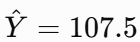 Ŷ = 107.5